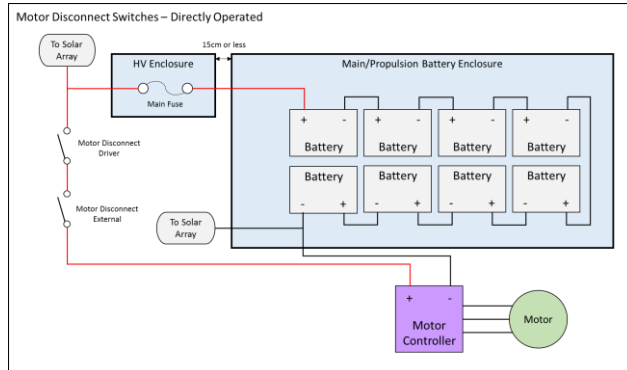 Motor Disconnect Switches – Directly Operated
To Solar
Array
HV Enclosure
15cm or less
Main/Propulsion Battery Enclosure
Main Fuse
+ -
Battery
+ -
Battery
+ -
Battery
+ -
Battery
Motor Disconnect
Driver
Battery
- +
Battery
- +
Battery
- +
Battery
- +
Motor Disconnect
External
To Solar
Array
+ -
Motor
Controller
Motor